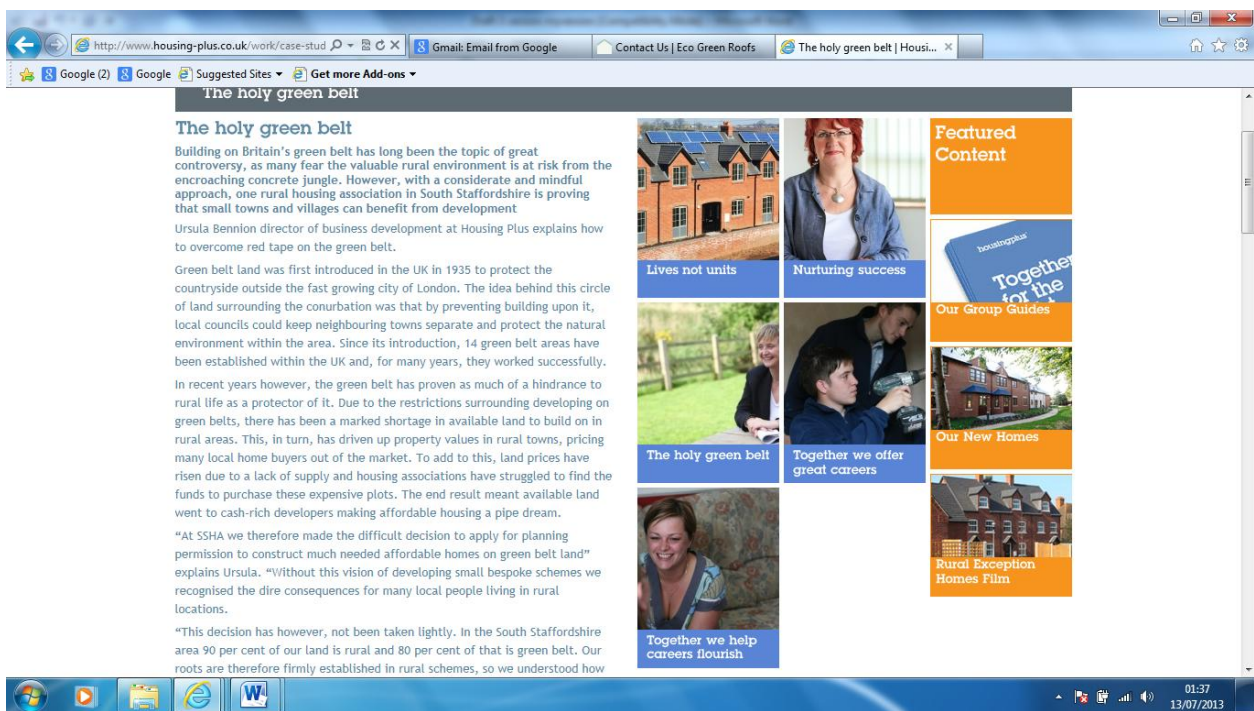 http://www.housing-plus.co.uk/work/case-stud
Gmail: Email from Google
Contact Us | Eco Green Roofs
The holy green belt | Housi...
Google (2)
Google
Suggested Sites
Get more Add-ons
The holy green belt
The holy green belt
Building on Britain's green belt has long been the topic of great
controversy, as many fear the valuable rural environment is at risk from the
encroaching concrete jungle. However, with a considerate and mindful
approach, one rural housing association in South Staffordshire is proving
that small towns and villages can benefit from development
Ursula Bennion director of business development at Housing Plus explains how
to overcome red tape on the green belt.
Green belt land was first introduced in the UK in 1935 to protect the
countryside outside the fast growing city of London. The idea behind this circle
of land surrounding the conurbation was that by preventing building upon it,
local councils could keep neighbouring towns separate and protect the natural
environment within the area. Since its introduction, 14 green belt areas have
been established within the UK and, for many years, they worked successfully.
In recent years however, the green belt has proven as much of a hindrance to
rural life as a protector of it. Due to the restrictions surrounding developing on
green belts, there has been a marked shortage in available land to build on in
rural areas. This, in turn, has driven up property values in rural towns, pricing
many local home buyers out of the market. To add to this, land prices have
risen due to a lack of supply and housing associations have struggled to find the
funds to purchase these expensive plots. The end result meant available land
went to cash-rich developers making affordable housing a pipe dream.
"At SSHA we therefore made the difficult decision to apply for planning
permission to construct much needed affordable homes on green belt land"
explains Ursula. "Without this vision of developing small bespoke schemes we
recognised the dire consequences for many local people living in rural
locations.
"This decision has however, not been taken lightly. In the South Staffordshire
area 90 per cent of our land is rural and 80 per cent of that is green belt. Our
roots are therefore firmly established in rural schemes, so we understood how
Lives not units
Nurturing success
The holy green belt
Together we offer
great careers
Together we help
careers flourish
Featured
Content
housingplus
Together
for the
Our Group Guides
Our New Homes
Rural Exception
Homes Film
01:37
13/07/2013